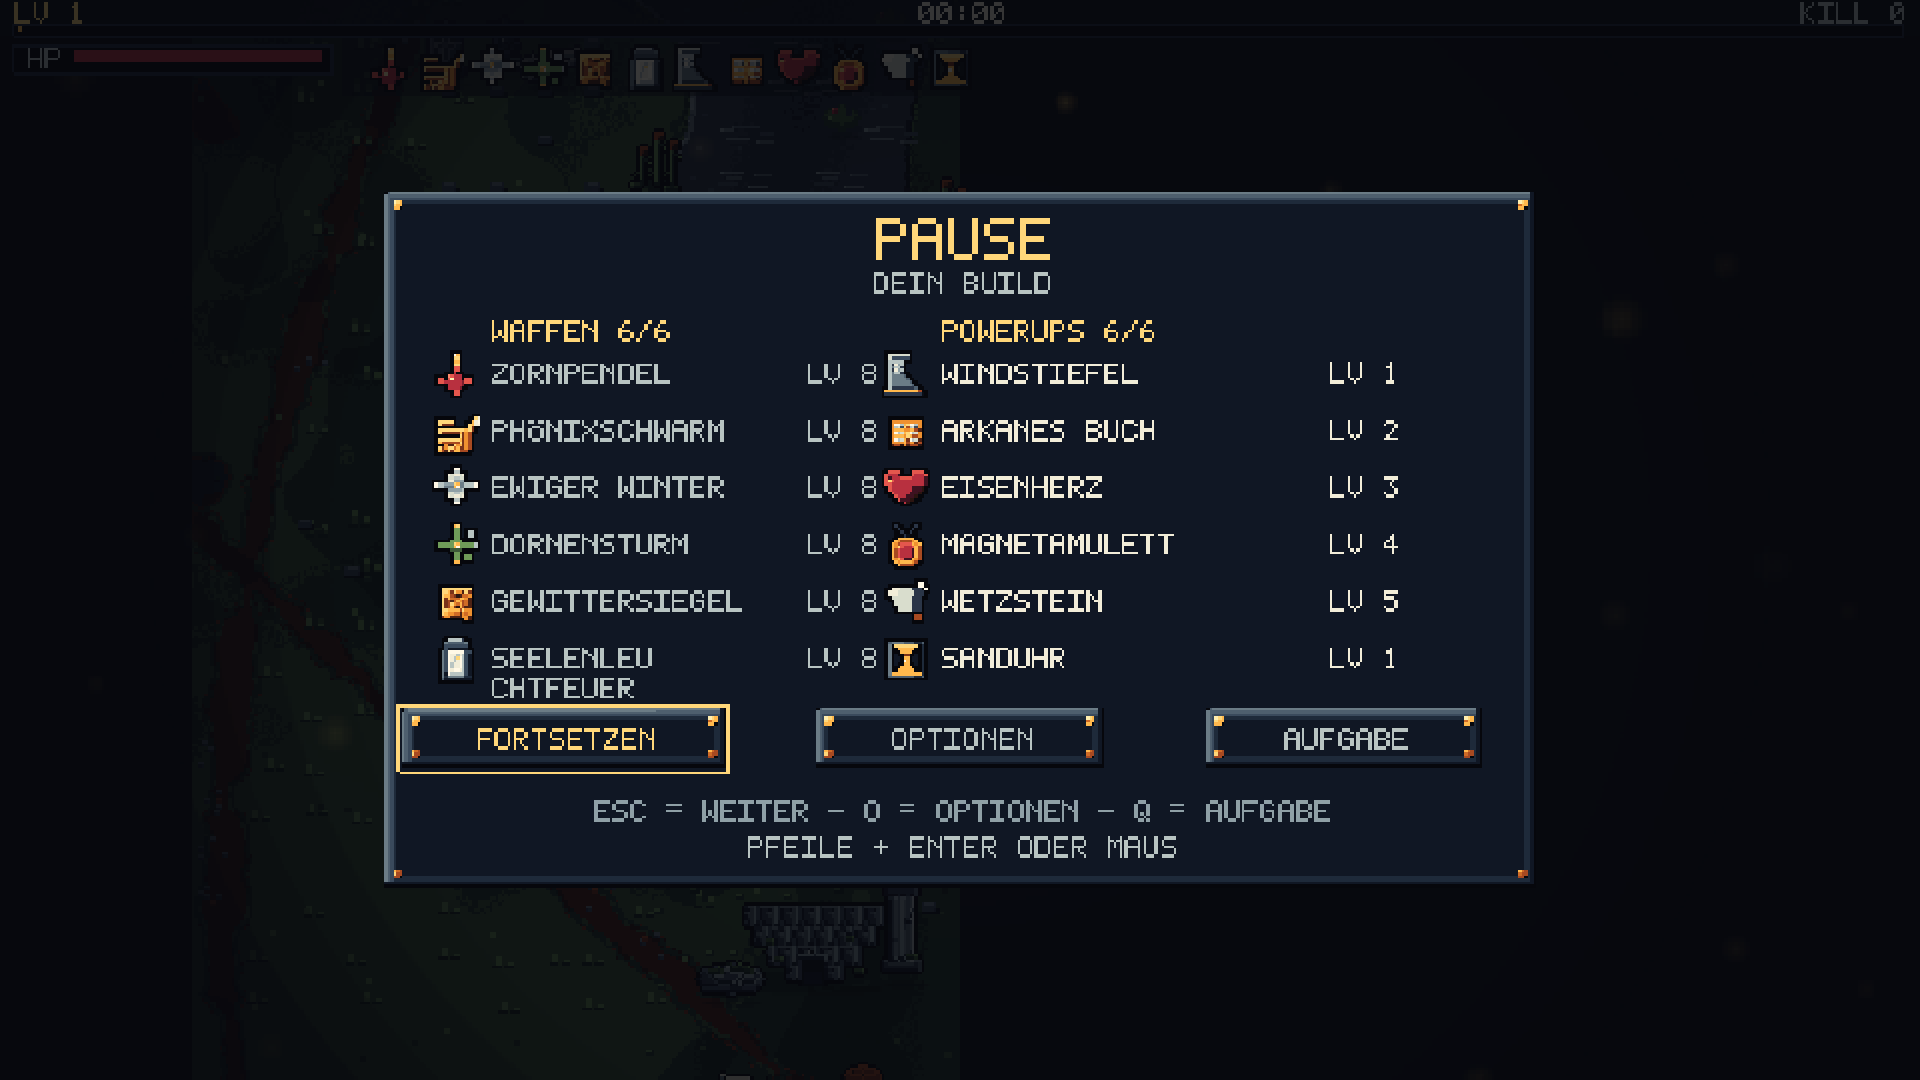 LV 1 00:00 KILL 0
HP
PAUSE
DEIN BUILD
WAFFEN 6/6 POWERUPS 6/6
ZORNPENDEL LV 8 WINDSTIEFEL LV 1
PHöNIXSCHWARM LV 8 ARKANES BUCH LV 2
EWIGER WINTER LV 8 EISENHERZ LV 3
DORNENSTURM LV 8 MAGNETAMULETT LV 4
GEWITTERSIEGEL LV 8 WETZSTEIN LV 5
SEELENLEU LV 8 SANDUHR LV 1
CHTFEUER
FORTSETZEN OPTIONEN AUFGABE
ESC = WEITER – O = OPTIONEN – Q = AUFGABE
PFEILE + ENTER ODER MAUS